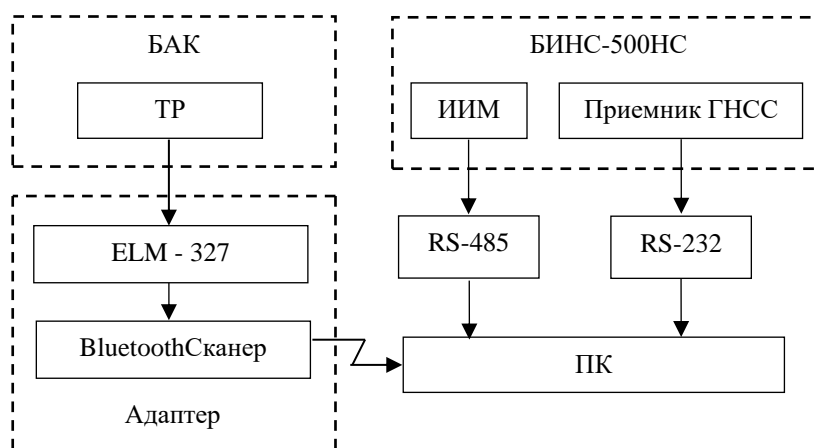 БАК
БИНС-500НС
ТР
ИИМ
Приемник ГНСС
ELM - 327
RS-485
RS-232
BluetoothСканер
ПК
Адаптер